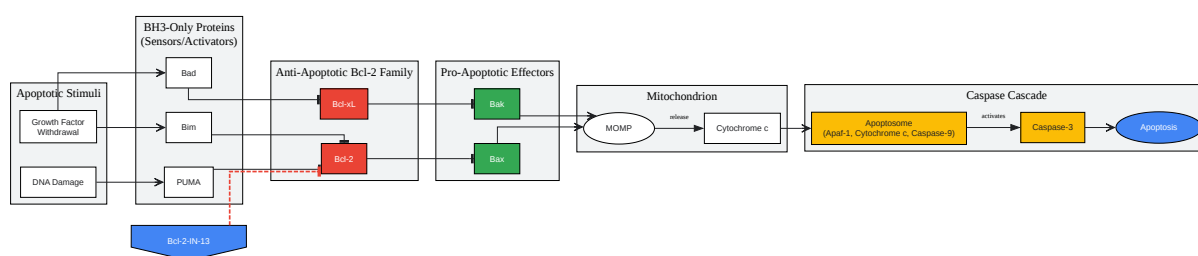 BH3-Only Proteins
(Sensors/Activators)
Apoptotic Stimuli
Growth Factor
Withdrawal
DNA Damage
Bad
Bim
PUMA
Bcl-2-IN-13
Anti-Apoptotic Bcl-2 Family
Bcl-xL
Bcl-2
Pro-Apoptotic Effectors
Bak
Bax
Mitochondrion
MOMP
release
Cytochrome c
Caspase Cascade
Apoptosome
(Apaf-1, Cytochrome c, Caspase-9)
activates
Caspase-3
Apoptosis